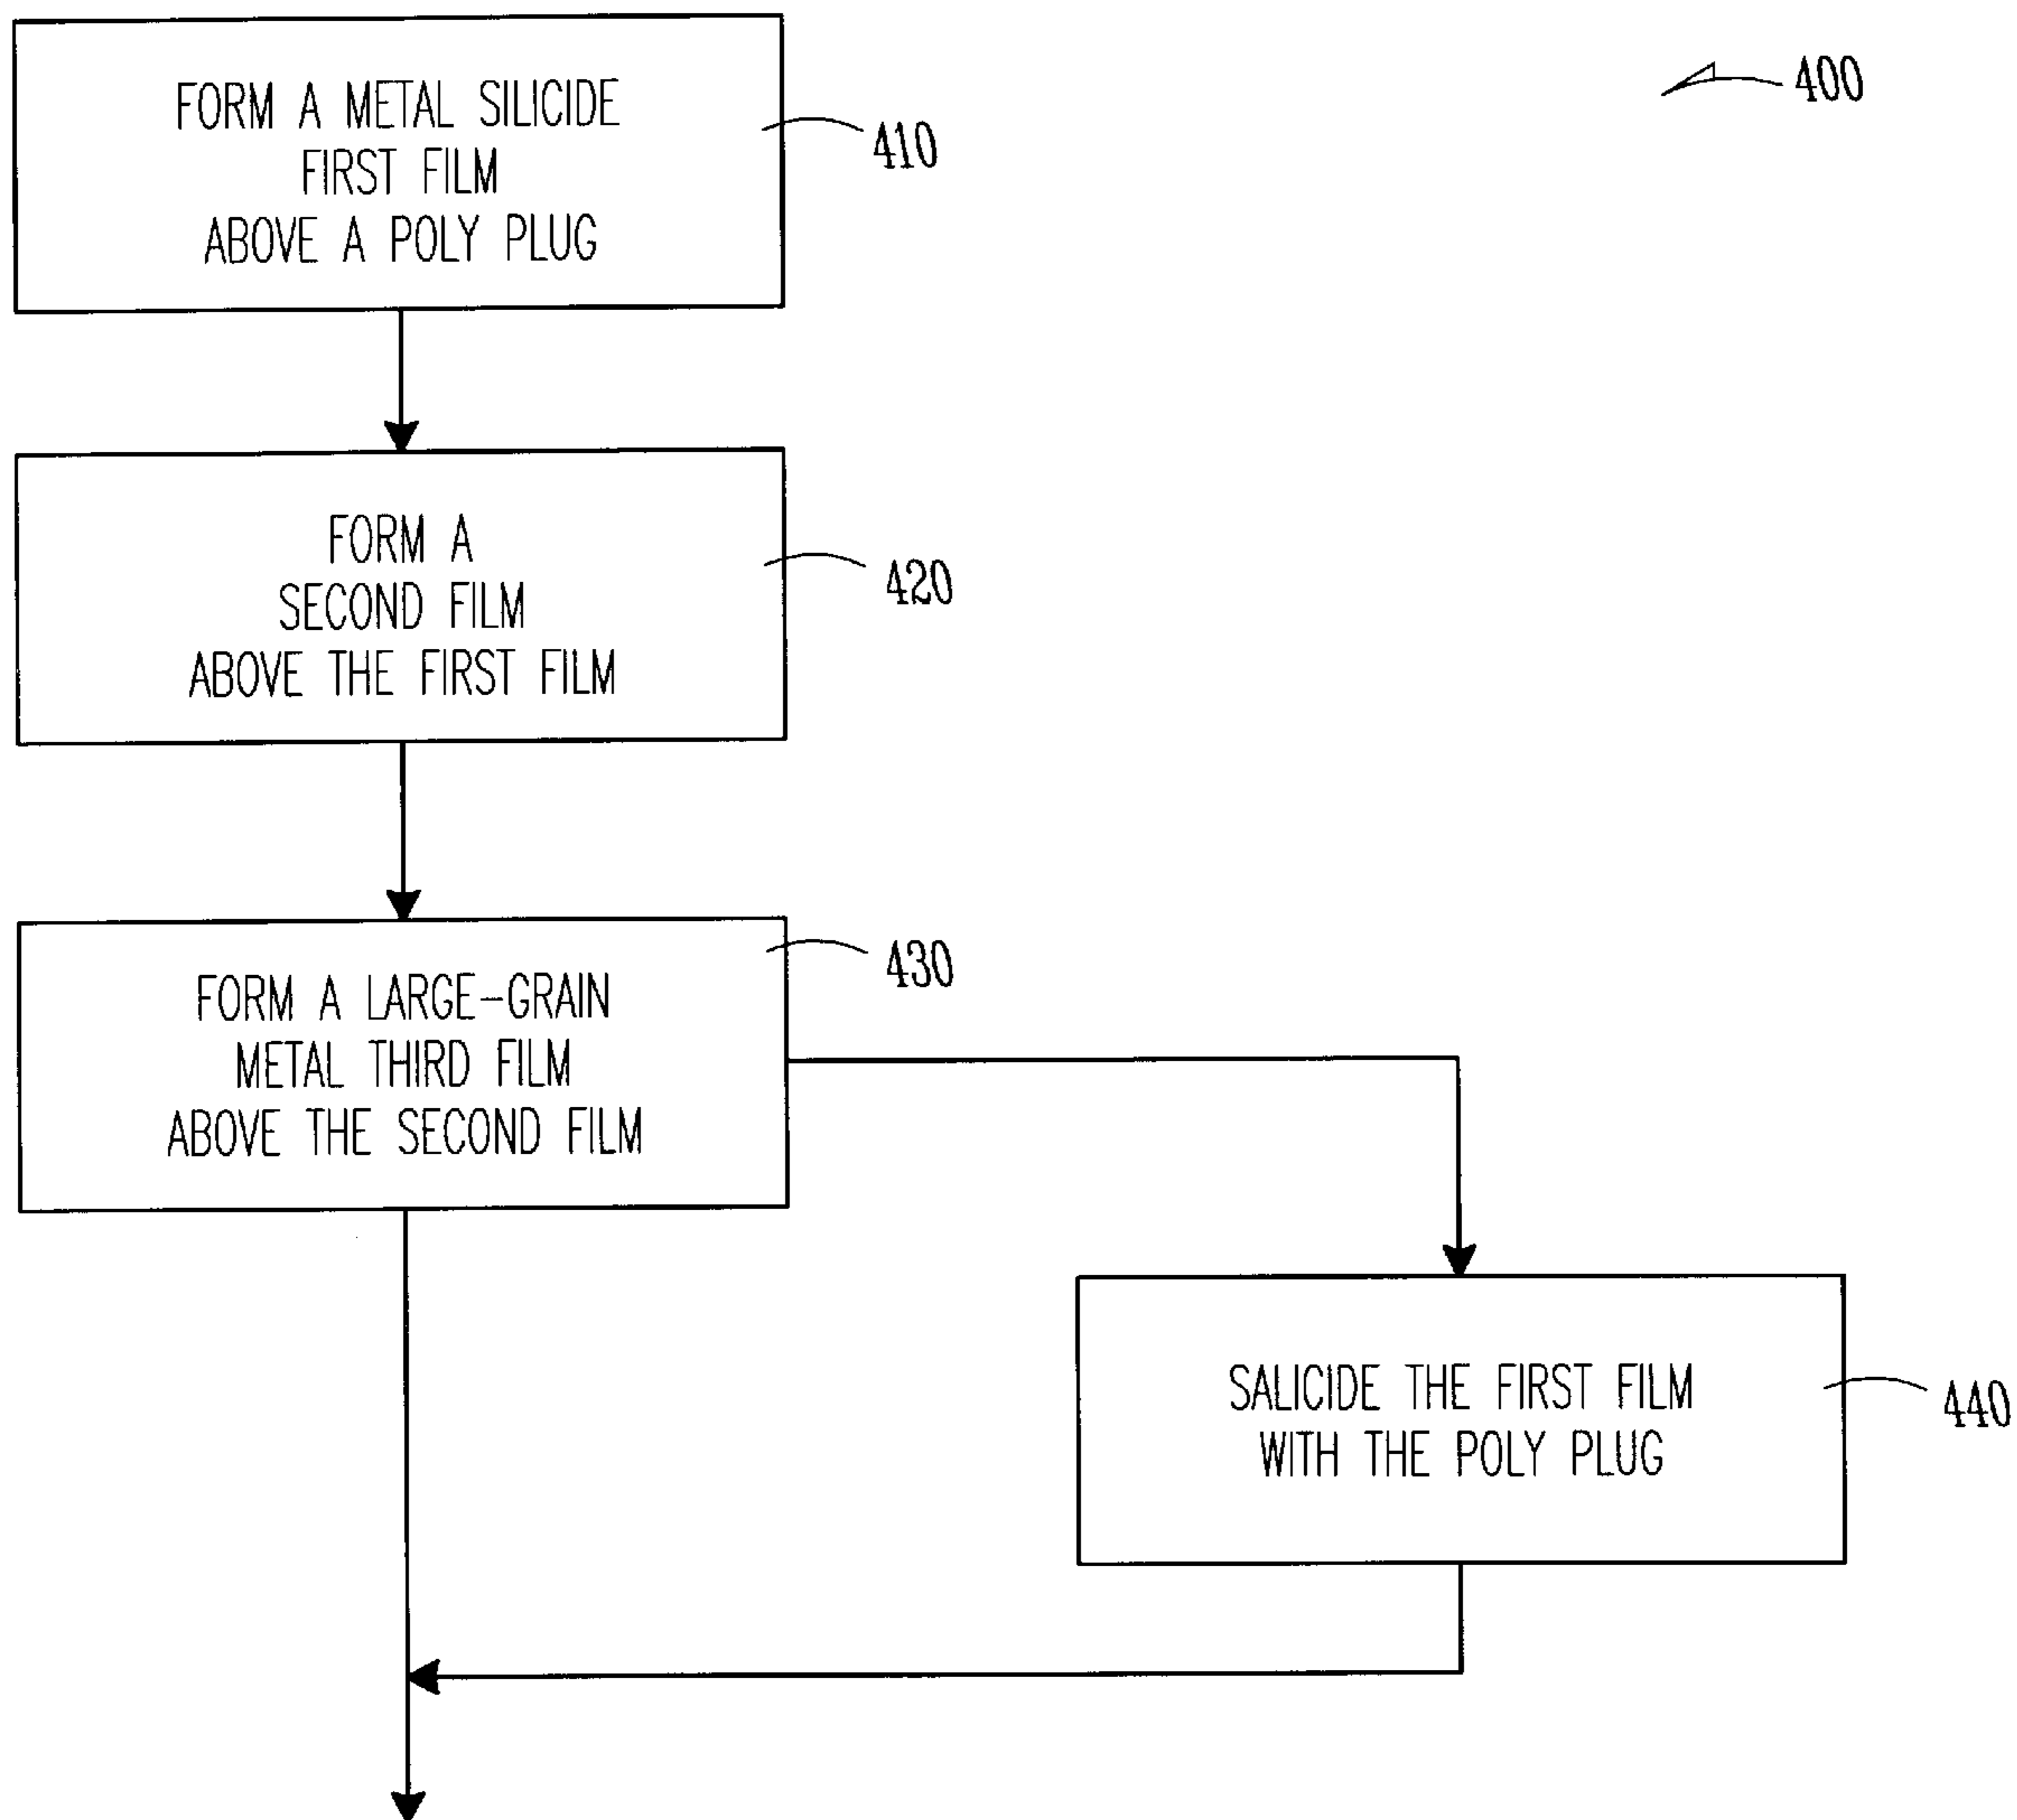 400
FORM A METAL SILICIDE
FIRST FILM
ABOVE A POLY PLUG
410
FORM A
SECOND FILM
ABOVE THE FIRST FILM
420
FORM A LARGE-GRAIN
METAL THIRD FILM
ABOVE THE SECOND FILM
430
SALICIDE THE FIRST FILM
WITH THE POLY PLUG
440